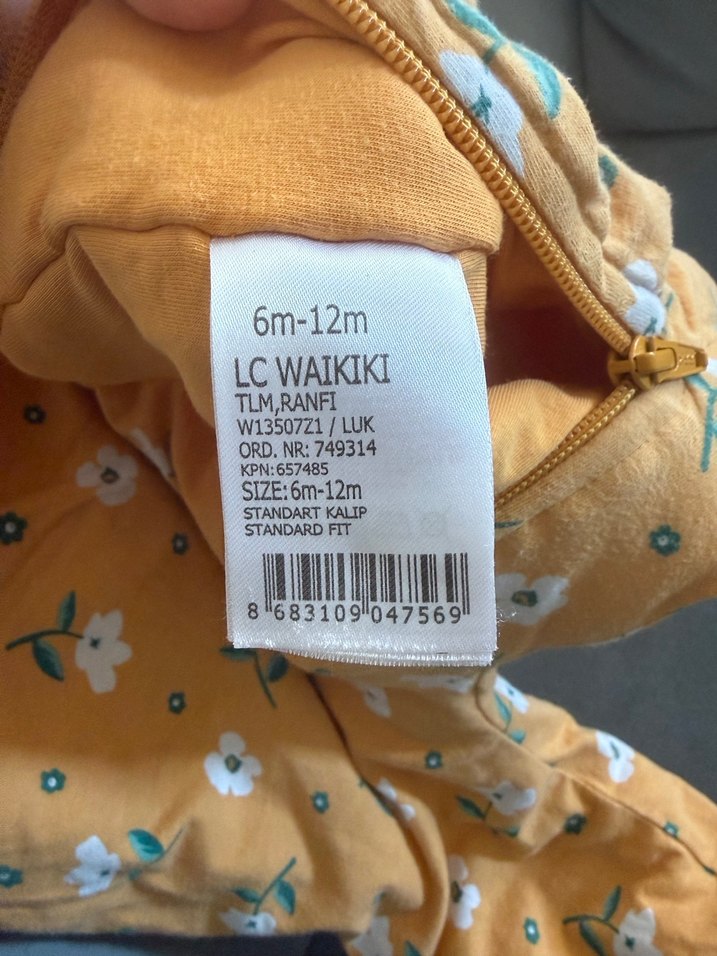 6m-12m
LC WAIKIKI
TLM,RANFI
W13507Z1 / LUK
ORD. NR: 749314
KPN:657485
SIZE:6m-12m
STANDART KALIP
STANDARD FIT
8 683109 047569